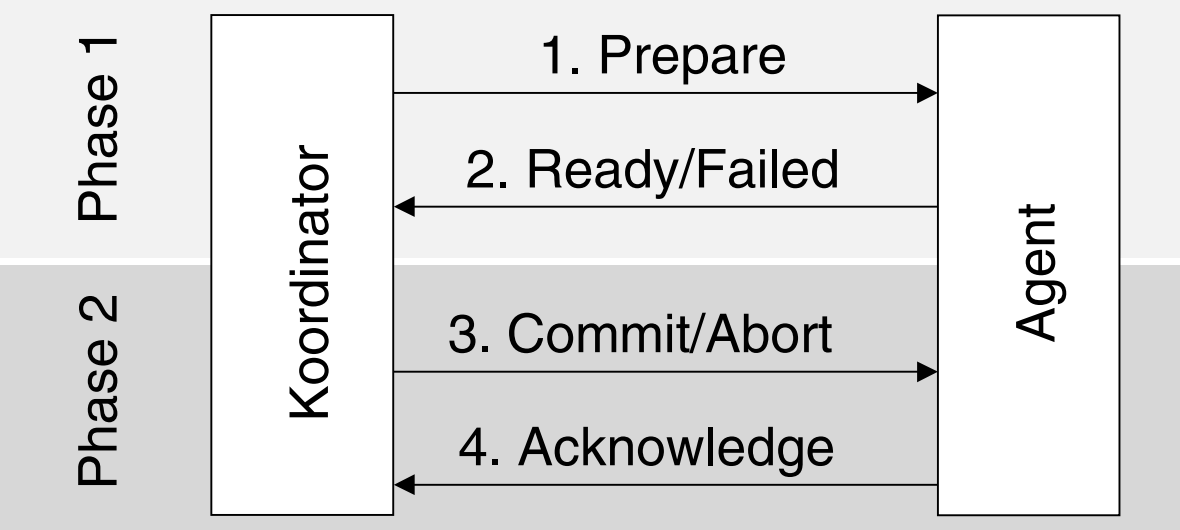 Phase 1
Koordinator
1. Prepare
2. Ready/Failed
Agent
Phase 2
3. Commit/Abort
4. Acknowledge